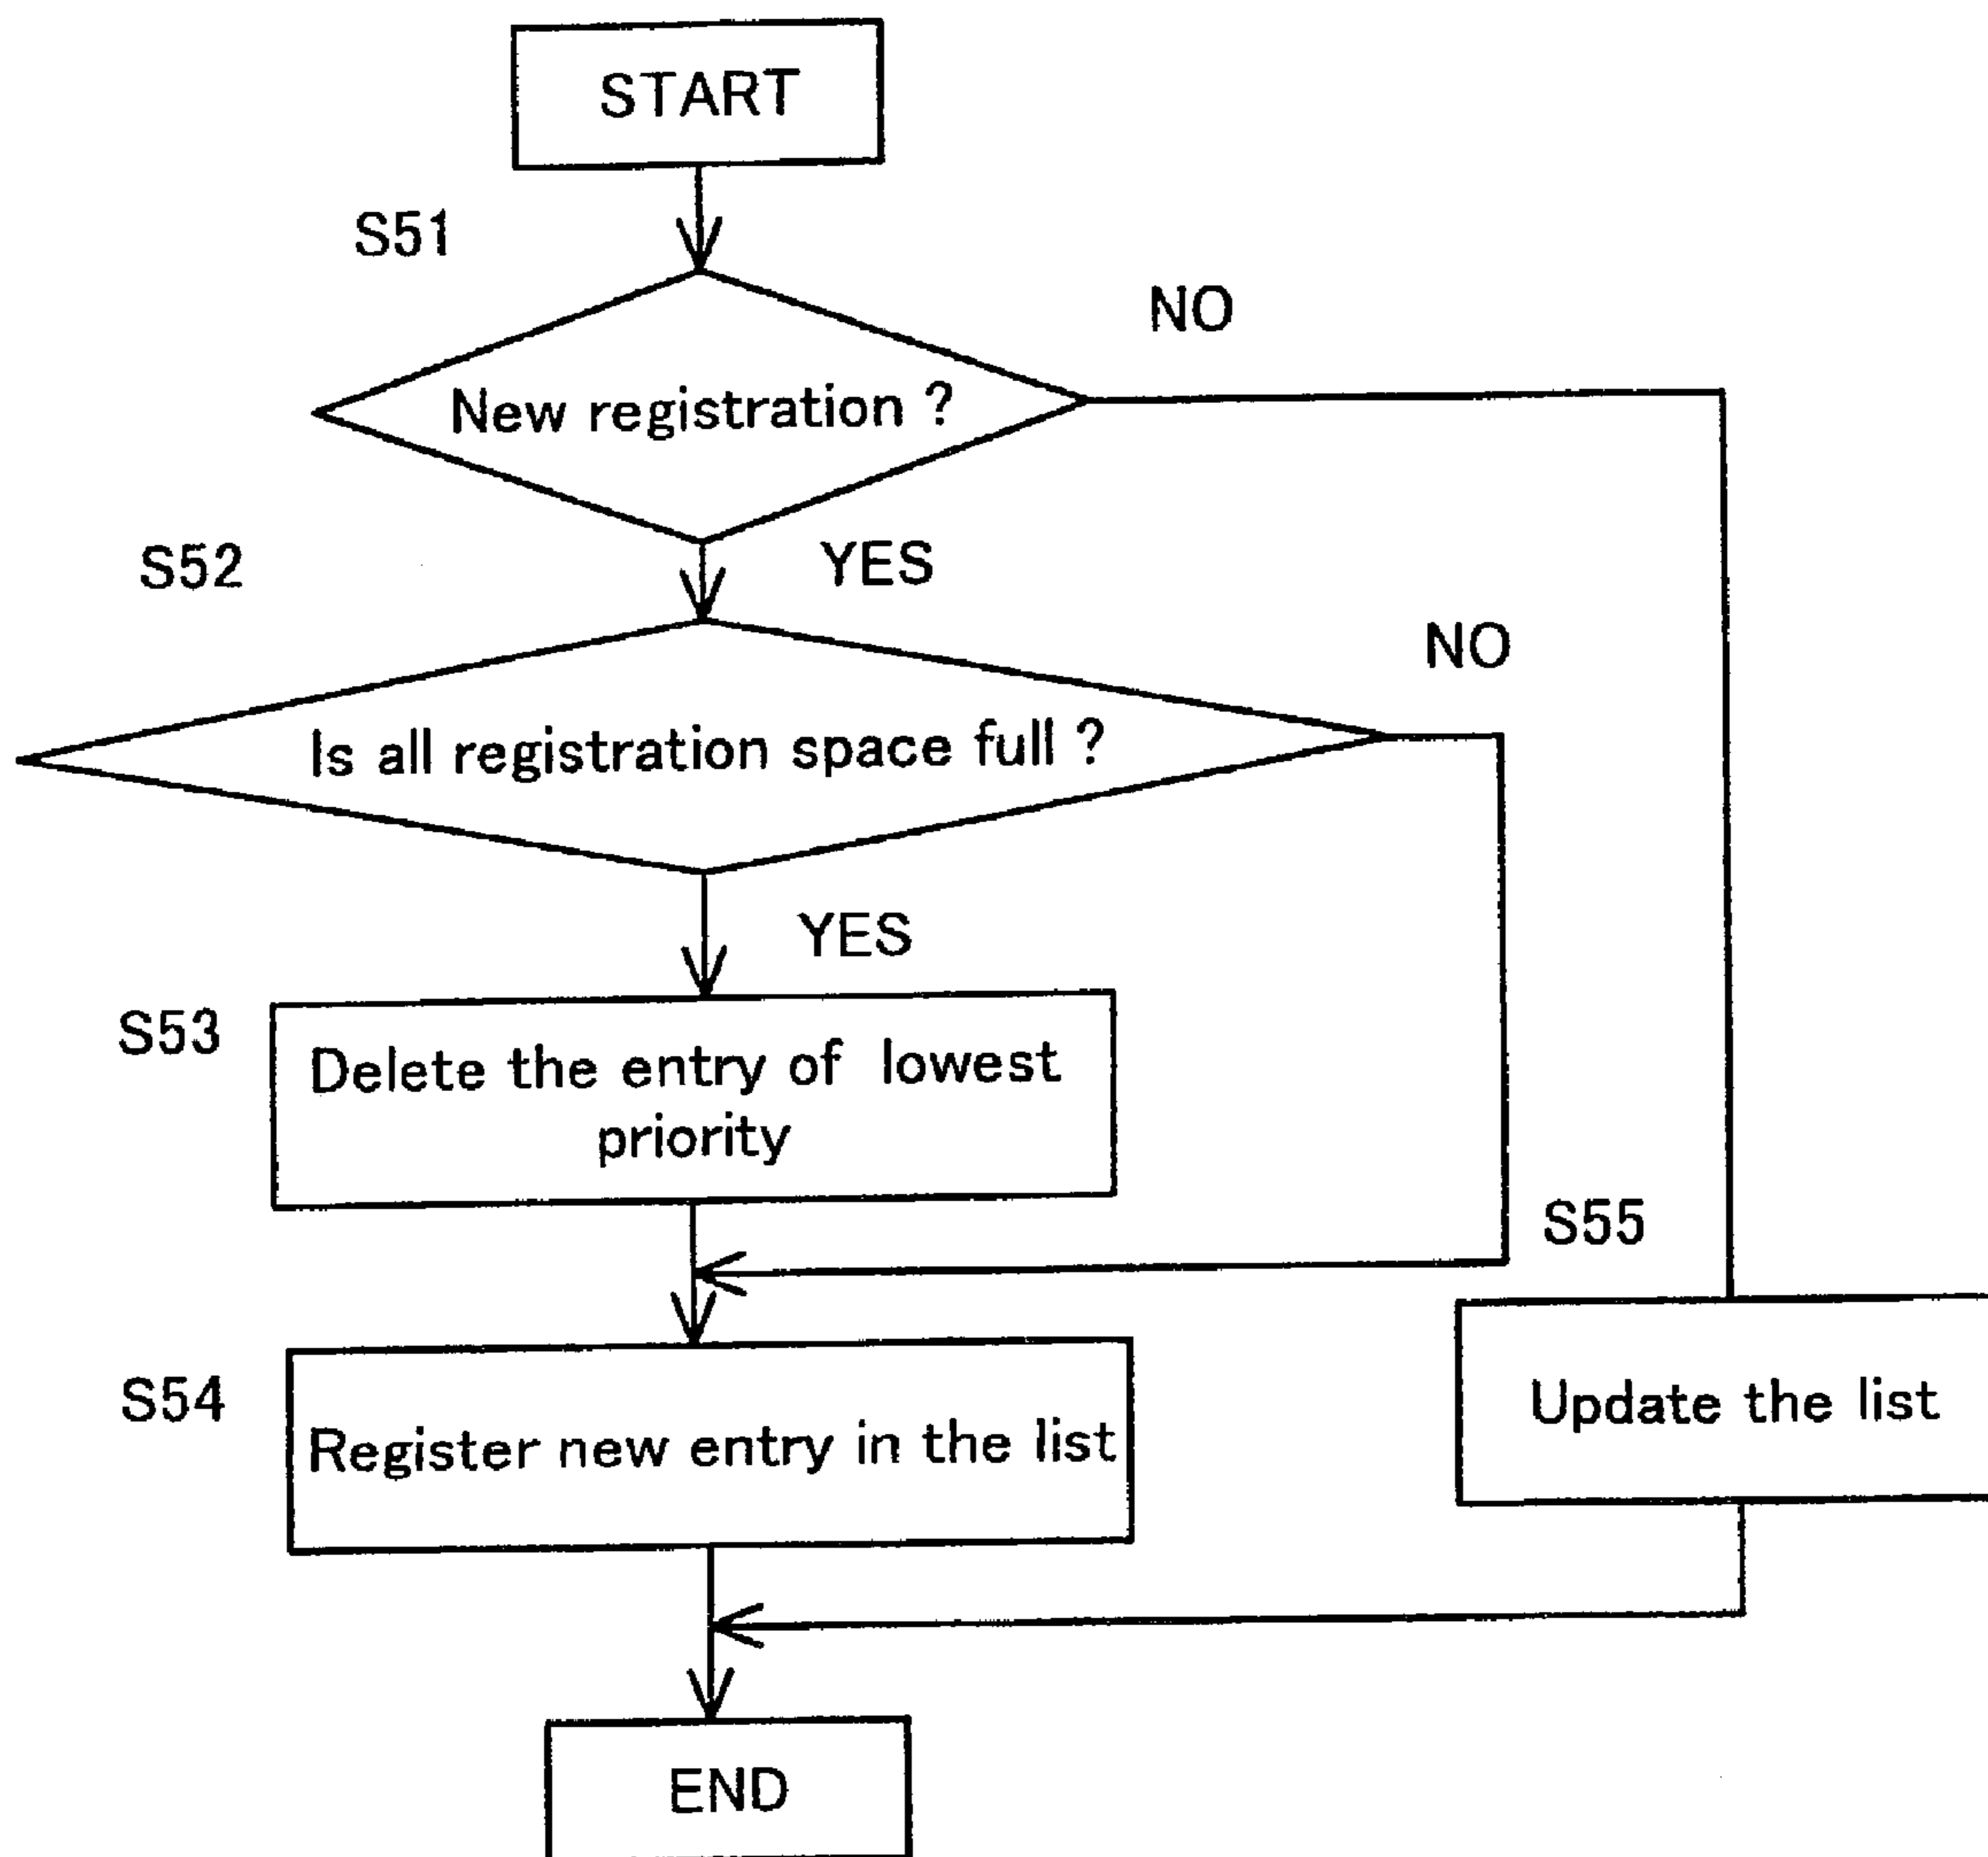 START
S51
NO
New registration ?
S52
YES
NO
Is all registration space full ?
YES
S53
Delete the entry of lowest
priority
S55
S54
Update the list
Register new entry in the list
END